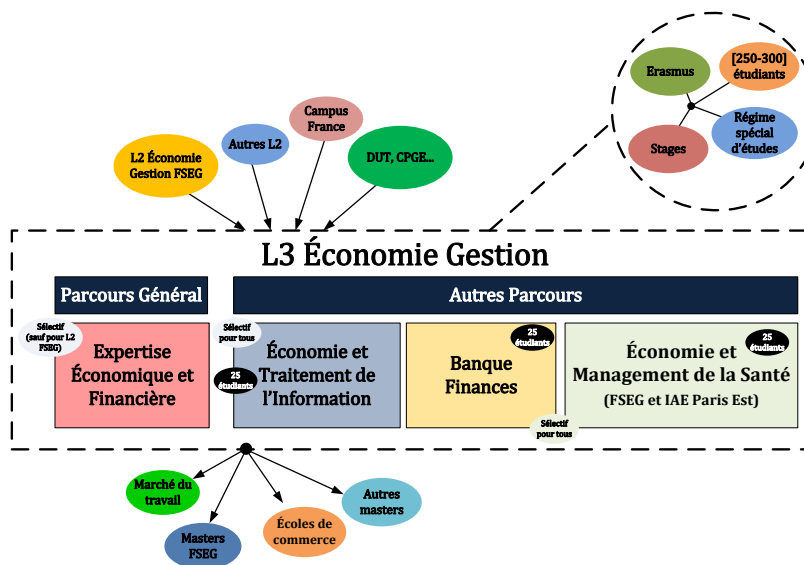 Erasmus
[250-300]
étudiants
Régime
spécial
d'études
Stages
Campus
France
Autres L2
L2 Économie
Gestion FSEG
DUT, CPGE...
L3 Économie Gestion
Parcours Général
Autres Parcours
Sélectif
(sauf pour L2
FSEG)
Expertise
Économique et
Financière
Sélectif
pour tous
25
étudiants
Économie et
Traitement de
l'Information
25
étudiants
Banque
Finances
Sélectif
pour tous
25
étudiants
Économie et
Management de la Santé
(FSEG et IAE Paris Est)
Marché du
travail
Masters
FSEG
Écoles de
commerce
Autres
masters